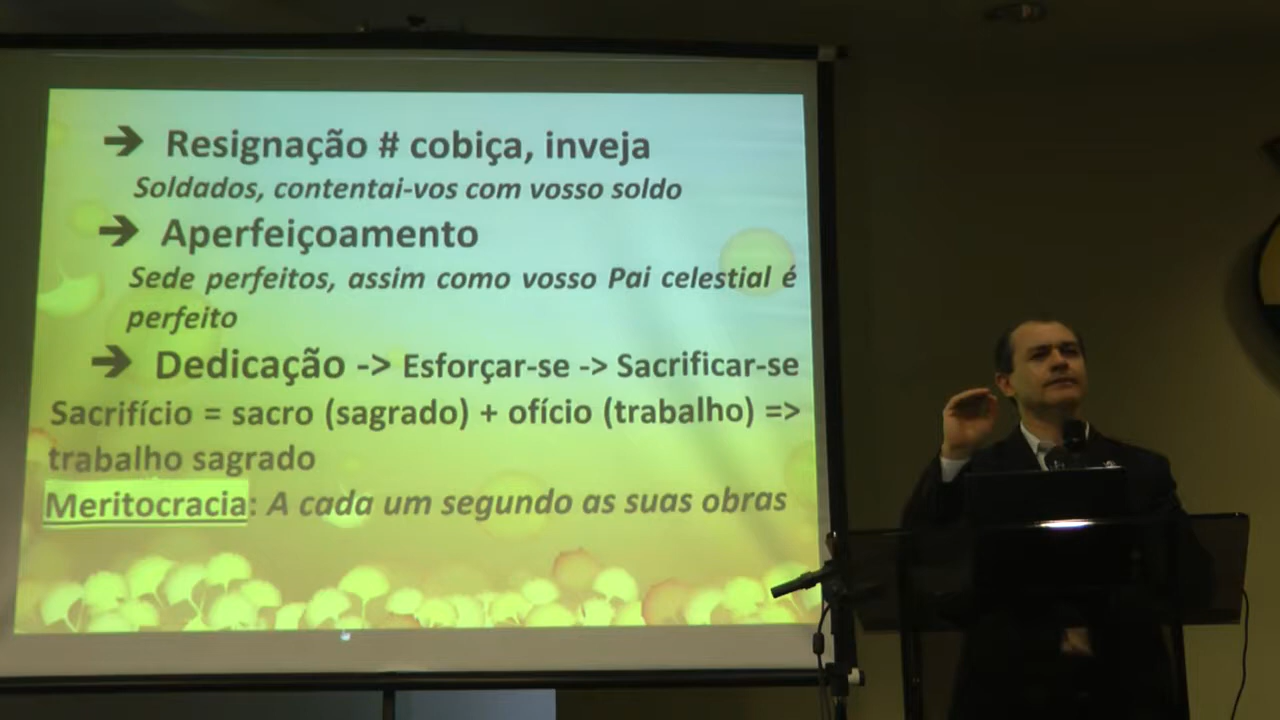 ➔ Resignação # cobiça, inveja
Soldados, contentai-vos com vosso soldo
➔ Aperfeiçoamento
Sede perfeitos, assim como vosso Pai celestial é
perfeito
➔ Dedicação -> Esforçar-se -> Sacrificar-se
Sacrifício = sacro (sagrado) + ofício (trabalho) =>
trabalho sagrado
Meritocracia: A cada um segundo as suas obras